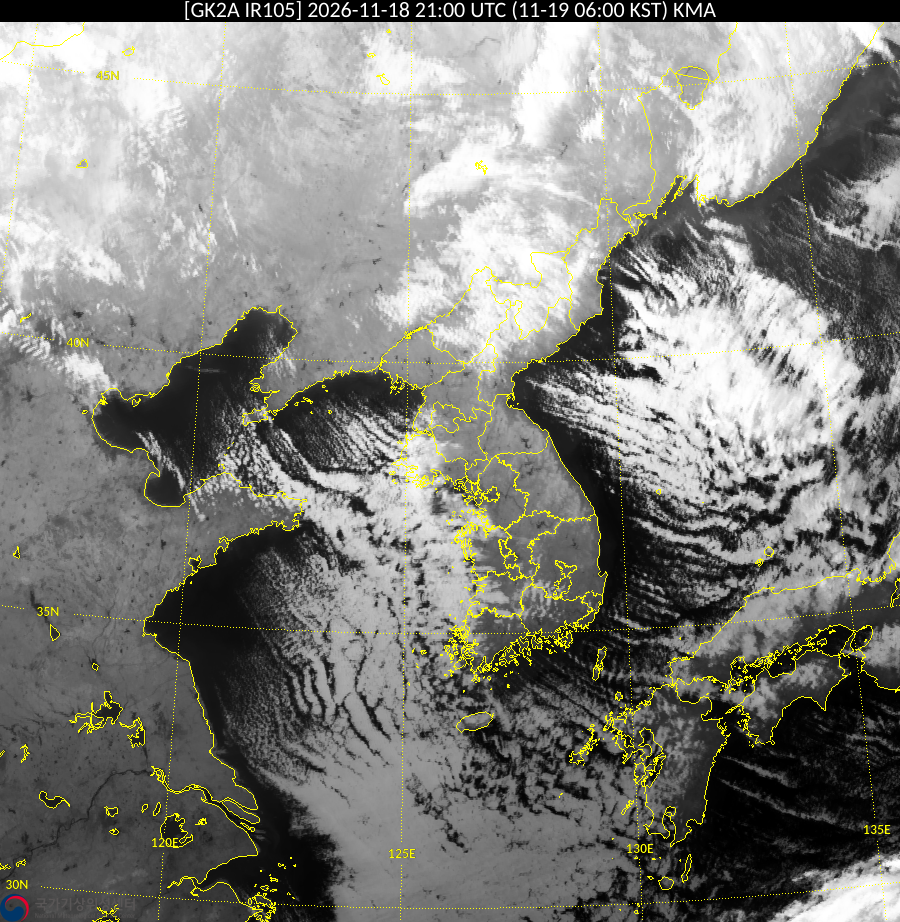 [GK2A IR105] 2026-11-18 21:00 UTC (11-19 06:00 KST) KMA
45N
40N
35N
135E
120E
125E
130E
30N